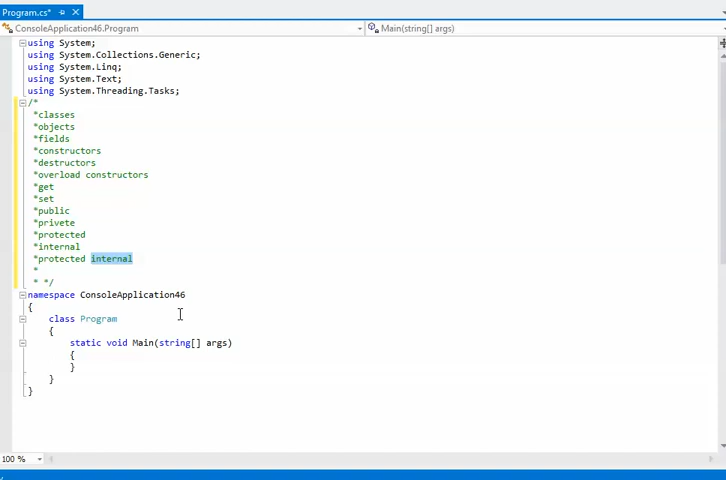 Program.cs*
ConsoleApplication46.Program Main(string[] args)
using System;
using System.Collections.Generic;
using System.Linq;
using System.Text;
using System.Threading.Tasks;
/*
*classes
*objects
*fields
*constructors
*destructors
*overload constructors
*get
*set
*public
*privete
*protected
*internal
*protected internal
*
* */
namespace ConsoleApplication46
{
class Program
{
static void Main(string[] args)
{
}
}
}
100 %